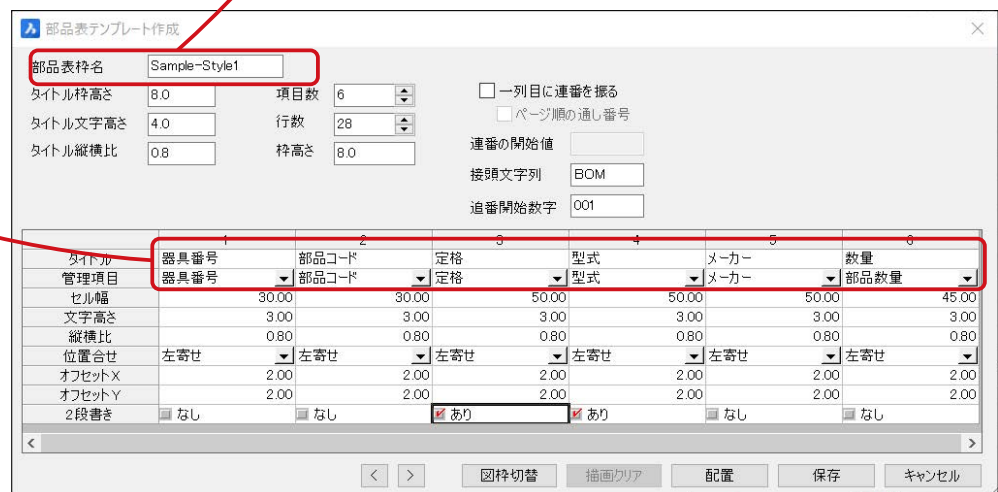 部品表テンプレート作成
部品表枠名 Sample-Style1
タイトル枠高さ 8.0 項目数 6 一列目に連番を振る
ページ順の通し番号
タイトル文字高さ 4.0 行数 28
タイトル縦横比 0.8 枠高さ 8.0 連番の開始値
接頭文字列 BOM
追番開始数字 001
1 2 3 4 5 6
タイトル 器具番号 部品コード 定格 型式 メーカー 数量
管理項目 器具番号 部品コード 定格 型式 メーカー 部品数量
セル幅 30.00 30.00 50.00 50.00 50.00 45.00
文字高さ 3.00 3.00 3.00 3.00 3.00 3.00
縦横比 0.80 0.80 0.80 0.80 0.80 0.80
位置合せ 左寄せ 左寄せ 左寄せ 左寄せ 左寄せ 左寄せ
オフセットX 2.00 2.00 2.00 2.00 2.00 2.00
オフセットY 2.00 2.00 2.00 2.00 2.00 2.00
2段書き なし なし あり あり なし なし
< > 図枠切替 描画クリア 配置 保存 キャンセル